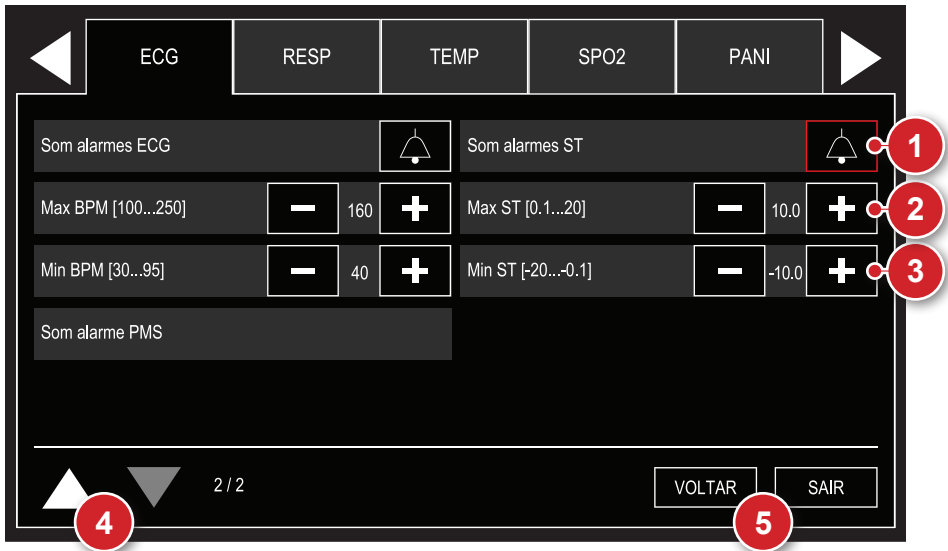 ECG RESP TEMP SPO2 PANI
Som alarmes ECG Som alarmes ST 1
Max BPM [100...250] 160 Max ST [0.1...20] 10.0 2
Min BPM [30...95] 40 Min ST [-20...-0.1] -10.0 3
Som alarme PMS
2 / 2 VOLTAR SAIR
4 5